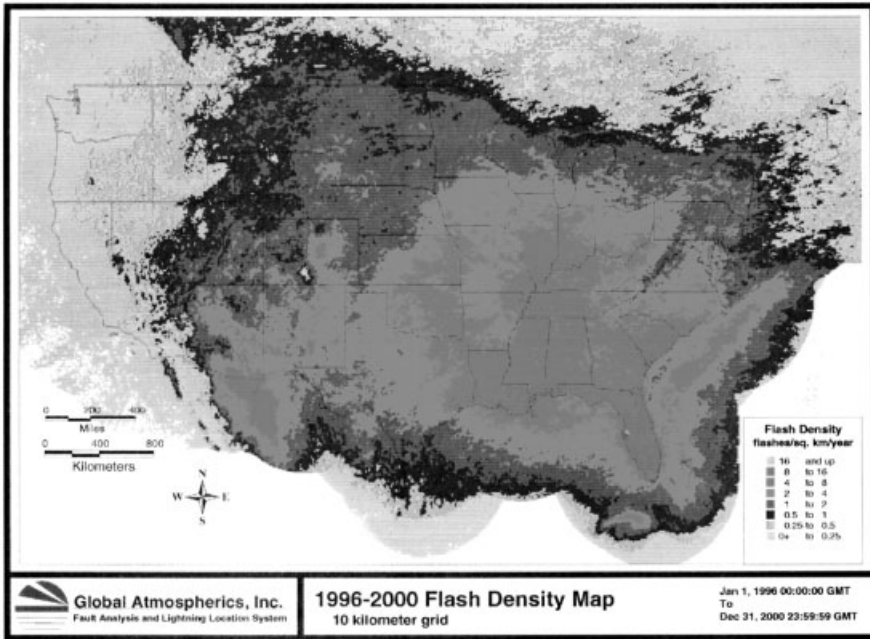 0 200 400
Miles
0 400 800
Kilometers
N
W E
S
Flash Density
flashes/sq. km/year
16 and up
8 to 16
4 to 8
2 to 4
1 to 2
0.5 to 1
0.25 to 0.5
0+ to 0.25
Global Atmospherics, Inc.
Fault Analysis and Lightning Location System
1996-2000 Flash Density Map
10 kilometer grid
Jan 1, 1996 00:00:00 GMT
To
Dec 31, 2000 23:59:59 GMT